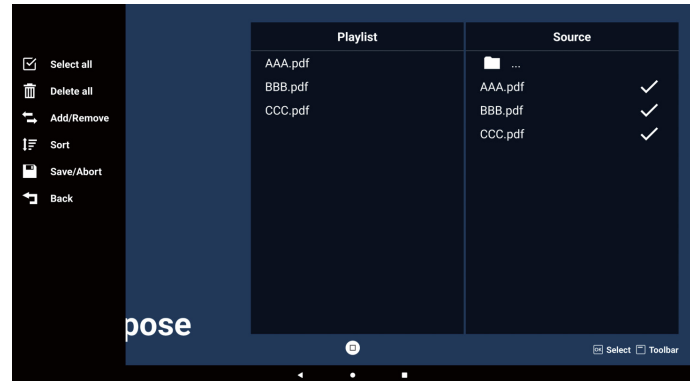 Select all
Delete all
Add/Remove
Sort
Save/Abort
Back
pose
Playlist
AAA.pdf
BBB.pdf
CCC.pdf
Source
...
AAA.pdf
BBB.pdf
CCC.pdf
OK Select Toolbar